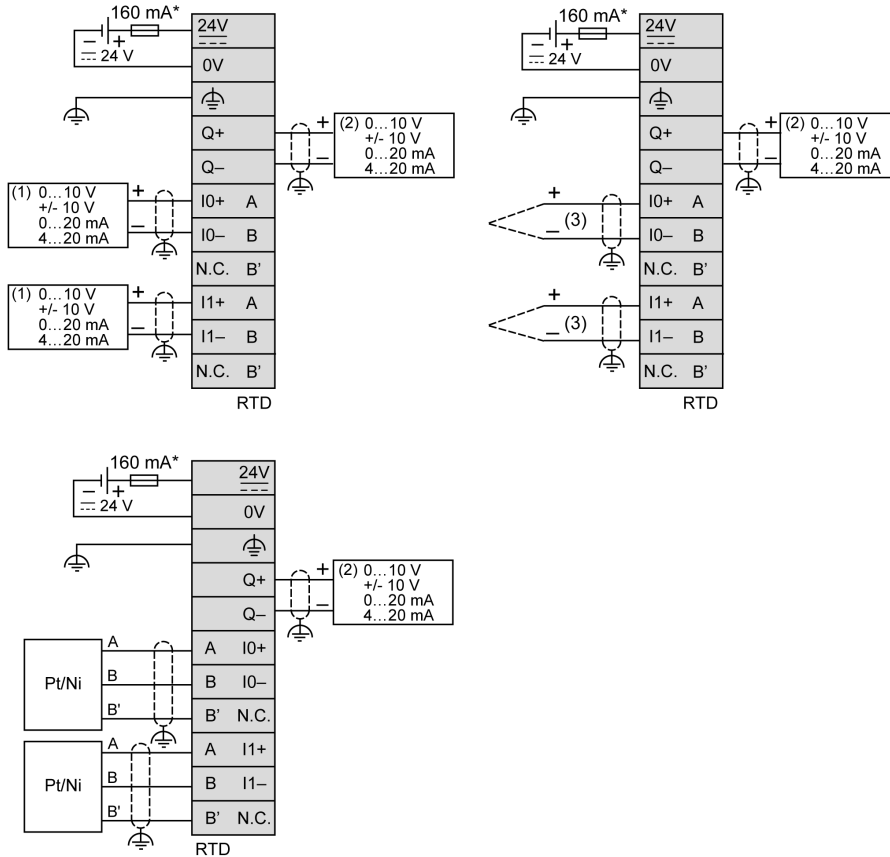 160 mA*
24V
24 V
0V
Q+
Q–
(2) 0...10 V
+/- 10 V
0...20 mA
4...20 mA
(1) 0...10 V
+/- 10 V
0...20 mA
4...20 mA
I0+ A
I0– B
N.C. B'
(1) 0...10 V
+/- 10 V
0...20 mA
4...20 mA
I1+ A
I1– B
N.C. B'
RTD
160 mA*
24V
24 V
0V
Q+
Q–
(2) 0...10 V
+/- 10 V
0...20 mA
4...20 mA
(3)
I0+ A
I0– B
N.C. B'
(3)
I1+ A
I1– B
N.C. B'
RTD
160 mA*
24V
24 V
0V
Q+
Q–
(2) 0...10 V
+/- 10 V
0...20 mA
4...20 mA
Pt/Ni
A A I0+
B B I0–
B' B' N.C.
Pt/Ni
A A I1+
B B I1–
B' B' N.C.
RTD